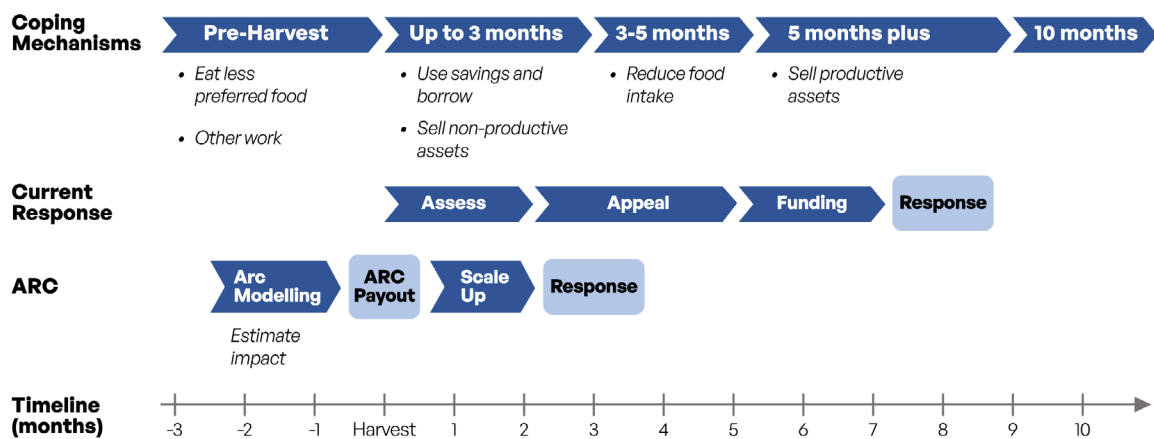 Coping
Mechanisms
Pre-Harvest
Up to 3 months
3-5 months
5 months plus
10 months
• Eat less
preferred food
• Other work
• Use savings and
borrow
• Sell non-productive
assets
• Reduce food
intake
• Sell productive
assets
Current
Response
Assess
Appeal
Funding
Response
ARC
Arc
Modelling
ARC
Payout
Scale
Up
Response
Estimate
impact
Timeline
(months)
-3 -2 -1 Harvest 1 2 3 4 5 6 7 8 9 10